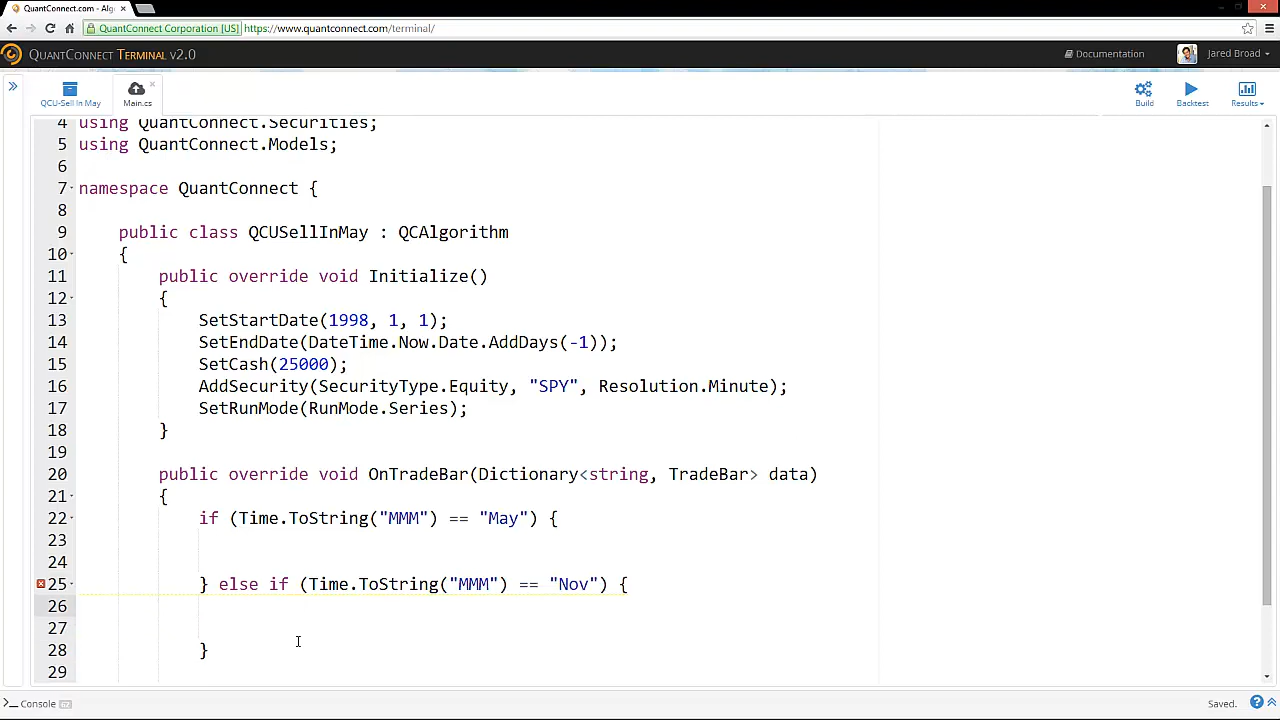 QuantConnect.com - Alg
QuantConnect Corporation [US] https://www.quantconnect.com/terminal/
QUANTCONNECT TERMINAL V2.0
Documentation
Jared Broad
QCU-Sell In May
Main.cs
Build
Backtest
Results
4 using QuantConnect.Securities;
5 using QuantConnect.Models;
6
7 namespace QuantConnect {
8
9 public class QCUSellInMay : QCAlgorithm
10 {
11 public override void Initialize()
12 {
13 SetStartDate(1998, 1, 1);
14 SetEndDate(DateTime.Now.Date.AddDays(-1));
15 SetCash(25000);
16 AddSecurity(SecurityType.Equity, "SPY", Resolution.Minute);
17 SetRunMode(RunMode.Series);
18 }
19
20 public override void OnTradeBar(Dictionary<string, TradeBar> data)
21 {
22 if (Time.ToString("MMM") == "May") {
23
24
25 } else if (Time.ToString("MMM") == "Nov") {
26
27
28 }
29
Console
Saved.